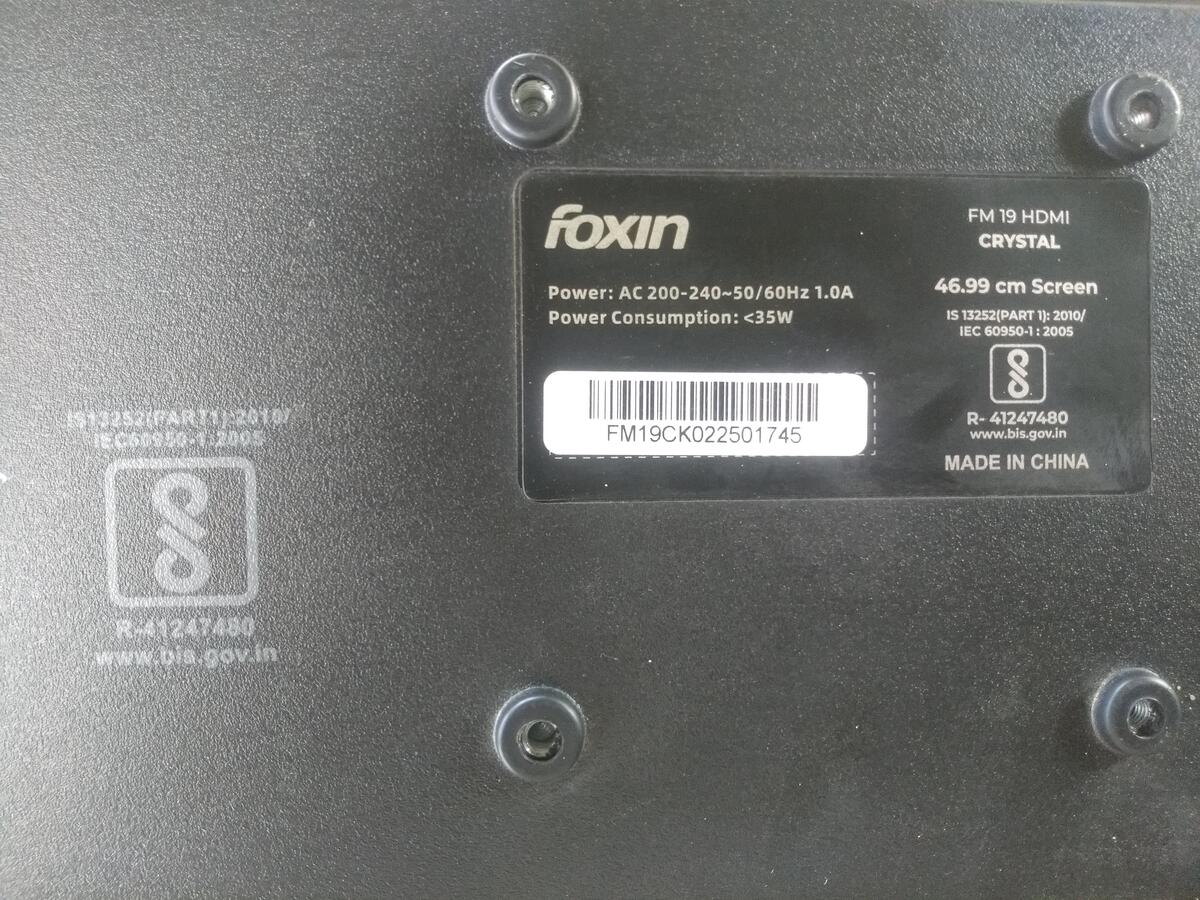 foxin
Power: AC 200-240~50/60Hz 1.0A
Power Consumption: <35W
FM19CK022501745
FM 19 HDMI
CRYSTAL
46.99 cm Screen
IS 13252(PART 1): 2010/
IEC 60950-1 : 2005
R- 41247480
www.bis.gov.in
MADE IN CHINA
IS13252(PART1):2010/
IEC60950-1:2005
R-41247480
www.bis.gov.in